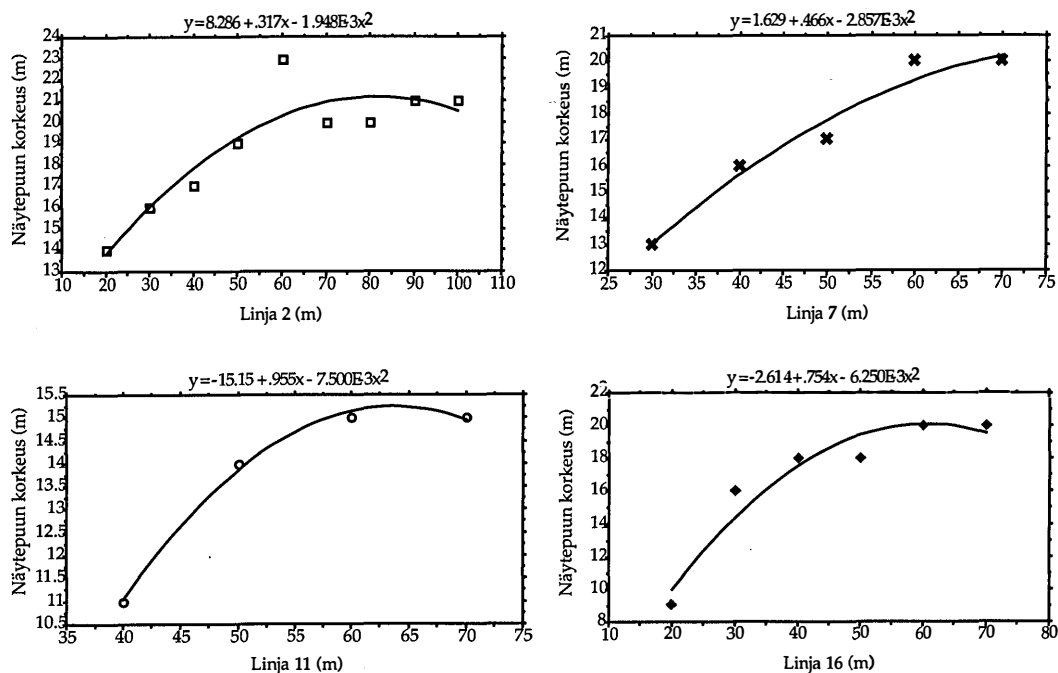 y = 8.286 + .317x - 1.948E-3x2
Näytepuun korkeus (m)
24
23
22
21
20
19
18
17
16
15
14
13
10 20 30 40 50 60 70 80 90 100 110
Linja 2 (m)
y = 1.629 + .466x - 2.857E-3x2
Näytepuun korkeus (m)
21
20
19
18
17
16
15
14
13
12
25 30 35 40 45 50 55 60 65 70 75
Linja 7 (m)
y = -15.15 + .955x - 7.500E-3x2
Näytepuun korkeus (m)
15.5
15
14.5
14
13.5
13
12.5
12
11.5
11
10.5
35 40 45 50 55 60 65 70 75
Linja 11 (m)
y = -2.614 + .754x - 6.250E-3x2
Näytepuun korkeus (m)
22
20
18
16
14
12
10
8
10 20 30 40 50 60 70 80
Linja 16 (m)